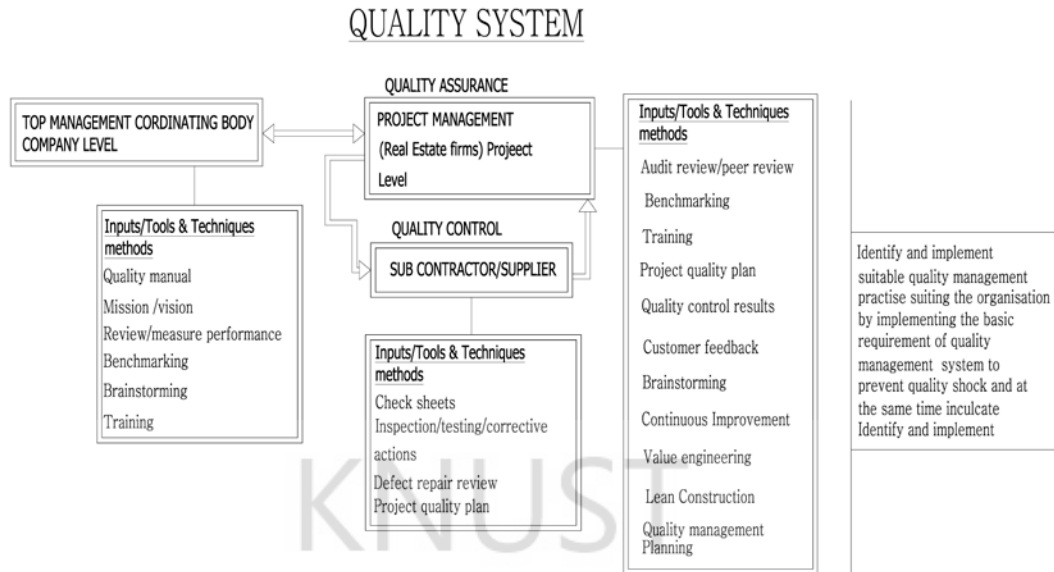 QUALITY SYSTEM
QUALITY ASSURANCE
TOP MANAGEMENT CORDINATING BODY
COMPANY LEVEL
PROJECT MANAGEMENT
(Real Estate firms) Projeect
Level
QUALITY CONTROL
SUB CONTRACTOR/SUPPLIER
Inputs/Tools & Techniques
methods
Quality manual
Mission /vision
Review/measure performance
Benchmarking
Brainstorming
Training
Inputs/Tools & Techniques
methods
Check sheets
Inspection/testing/corrective
actions
Defect repair review
Project quality plan
Inputs/Tools & Techniques
methods
Audit review/peer review
Benchmarking
Training
Project quality plan
Quality control results
Customer feedback
Brainstorming
Continuous Improvement
Value engineering
Lean Construction
Quality management
Planning
Identify and implement
suitable quality management
practise suiting the organisation
by implementing the basic
requirement of quality
management system to
prevent quality shock and at
the same time inculcate
Identify and implement
KNUST